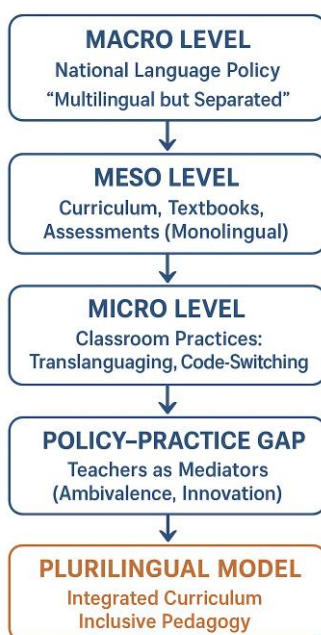 MACRO LEVEL
National Language Policy
“Multilingual but Separated”
MESO LEVEL
Curriculum, Textbooks,
Assessments (Monolingual)
MICRO LEVEL
Classroom Practices:
Translanguaging, Code-Switching
POLICY–PRACTICE GAP
Teachers as Mediators
(Ambivalence, Innovation)
PLURILINGUAL MODEL
Integrated Curriculum
Inclusive Pedagogy